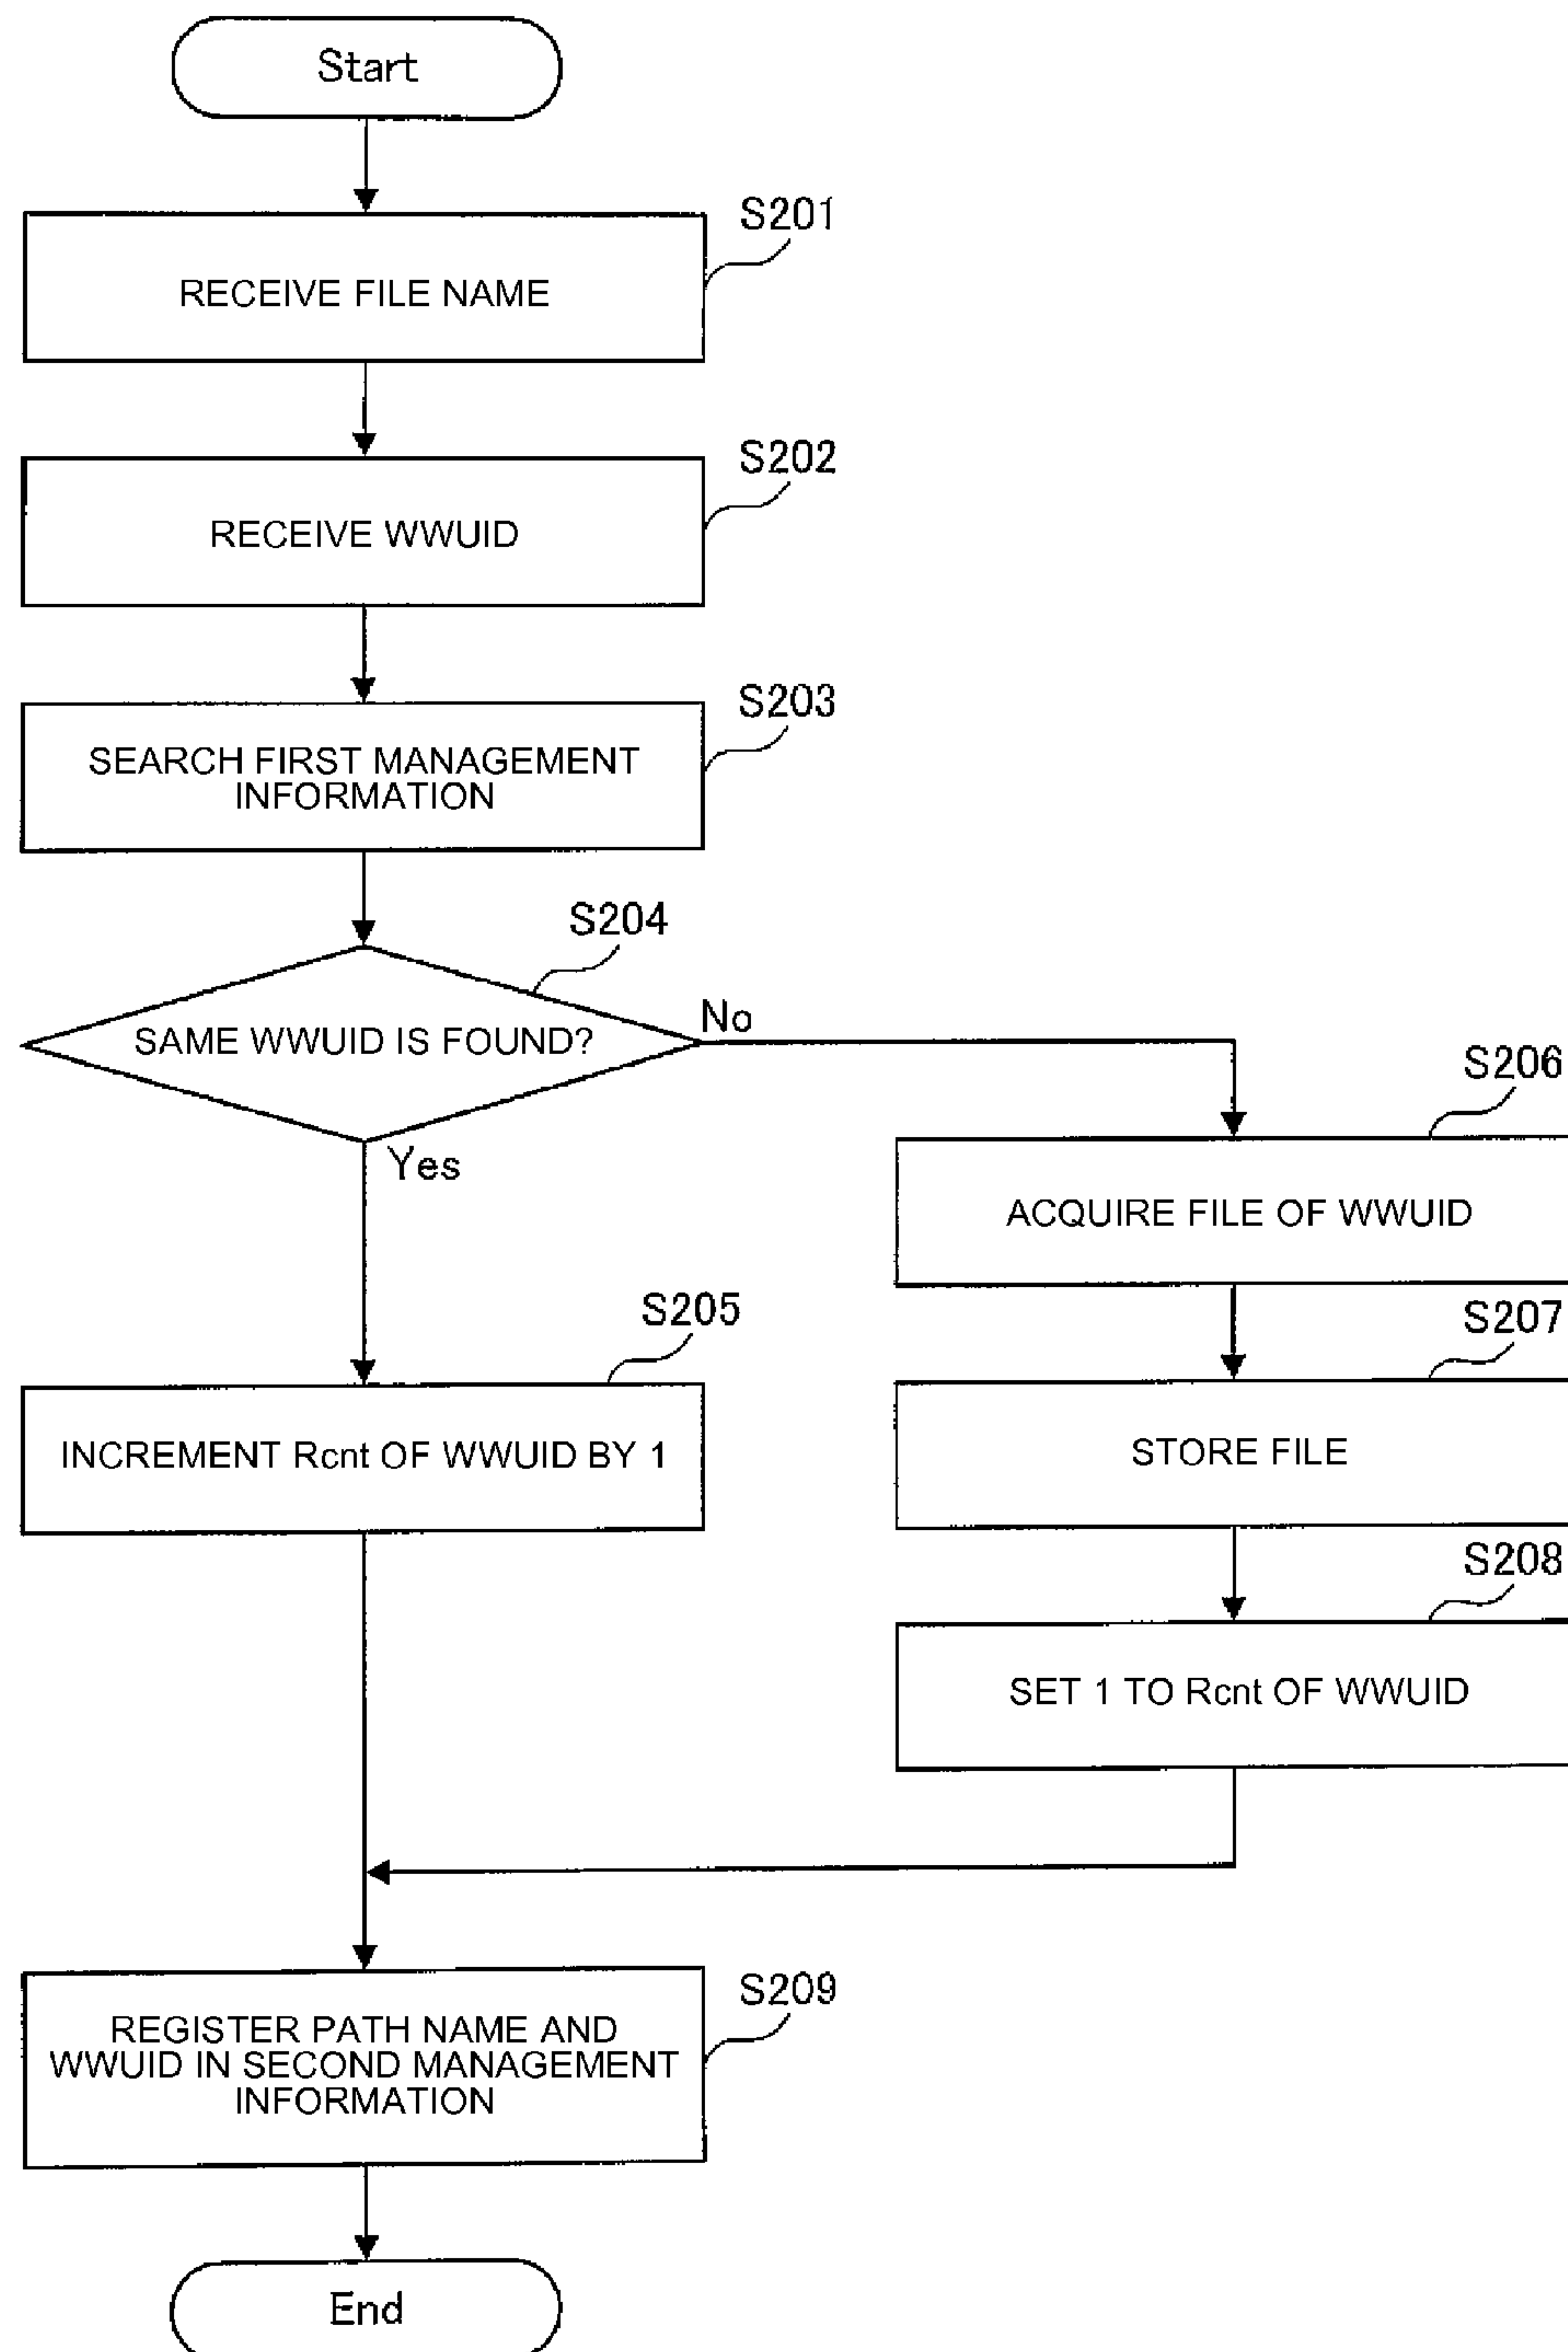 Start
S201
RECEIVE FILE NAME
S202
RECEIVE WWUID
S203
SEARCH FIRST MANAGEMENT
INFORMATION
S204
SAME WWUID IS FOUND?
No
Yes
S206
ACQUIRE FILE OF WWUID
S205
INCREMENT Rcnt OF WWUID BY 1
S207
STORE FILE
S208
SET 1 TO Rcnt OF WWUID
S209
REGISTER PATH NAME AND
WWUID IN SECOND MANAGEMENT
INFORMATION
End